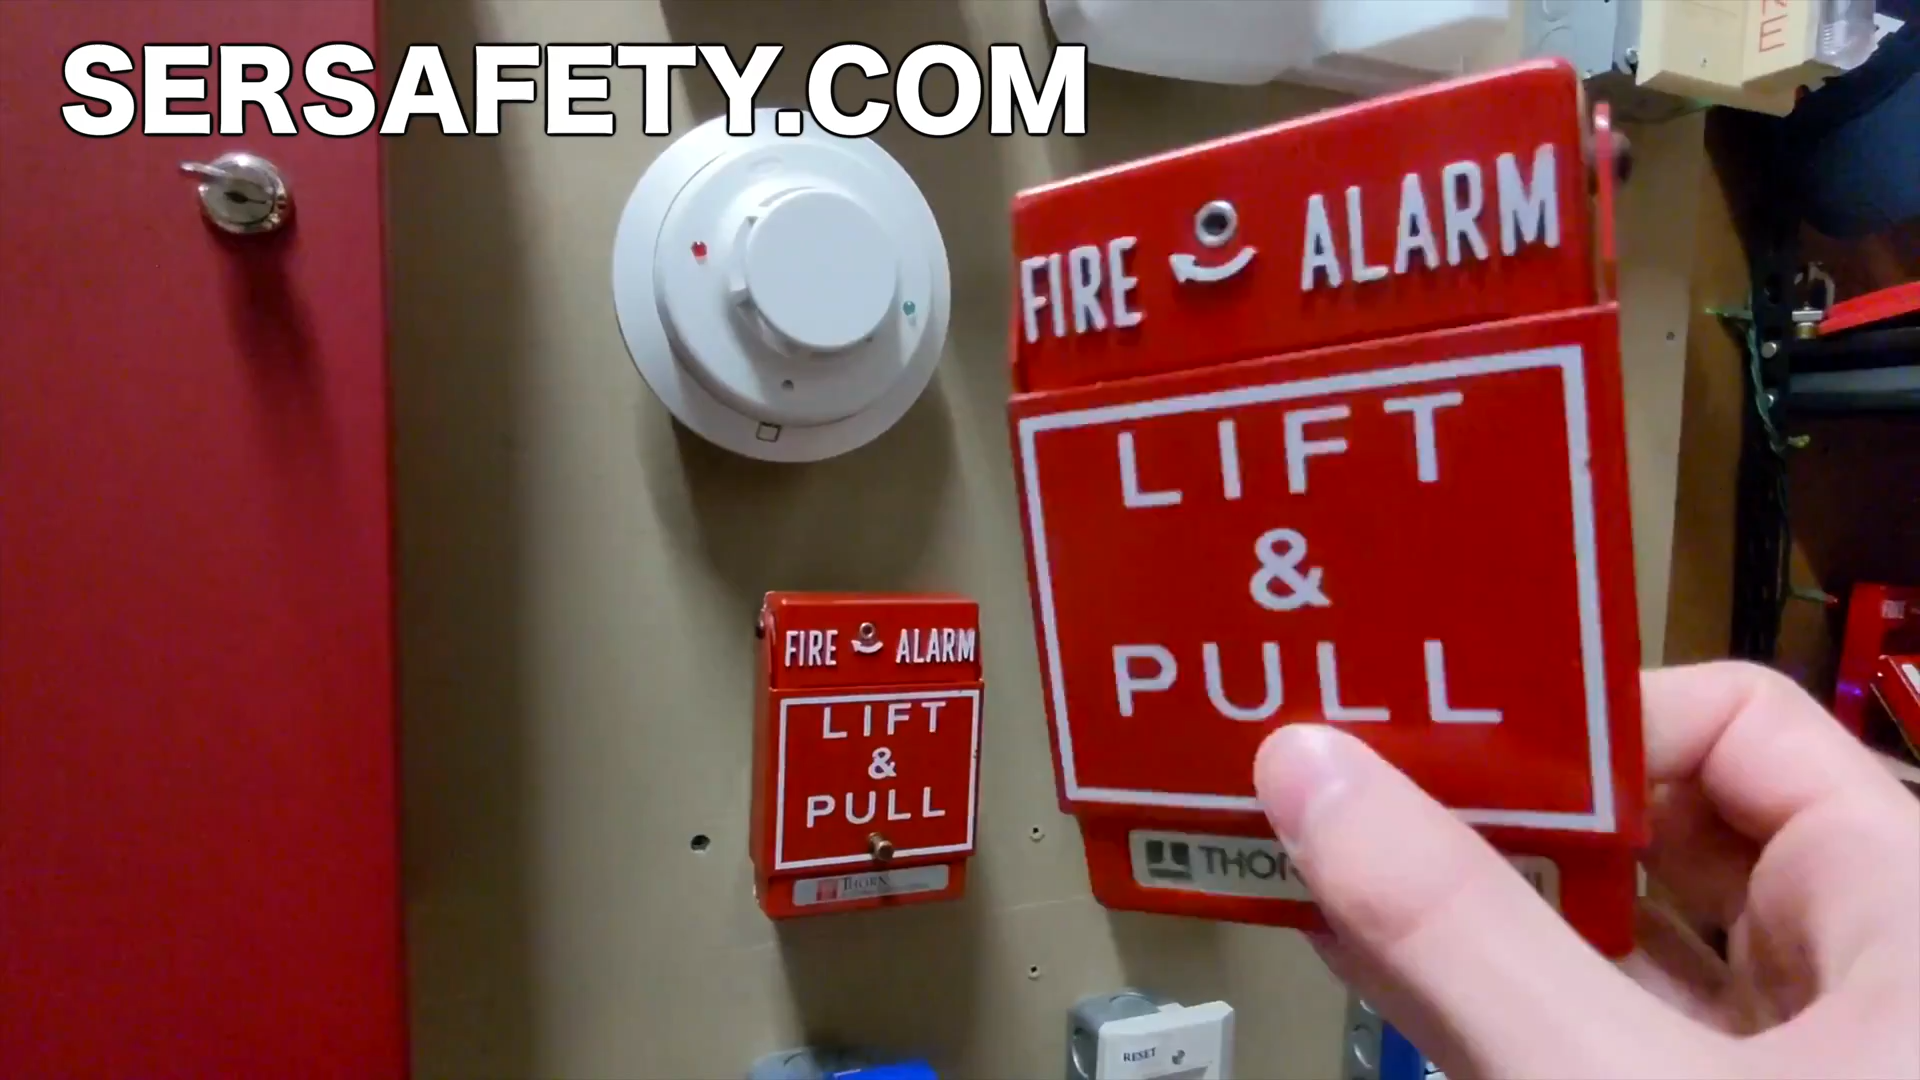 SERSAFETY.COM
FIRE ALARM
LIFT
&
PULL
FIRE ALARM
LIFT
&
PULL
THORN
RESET